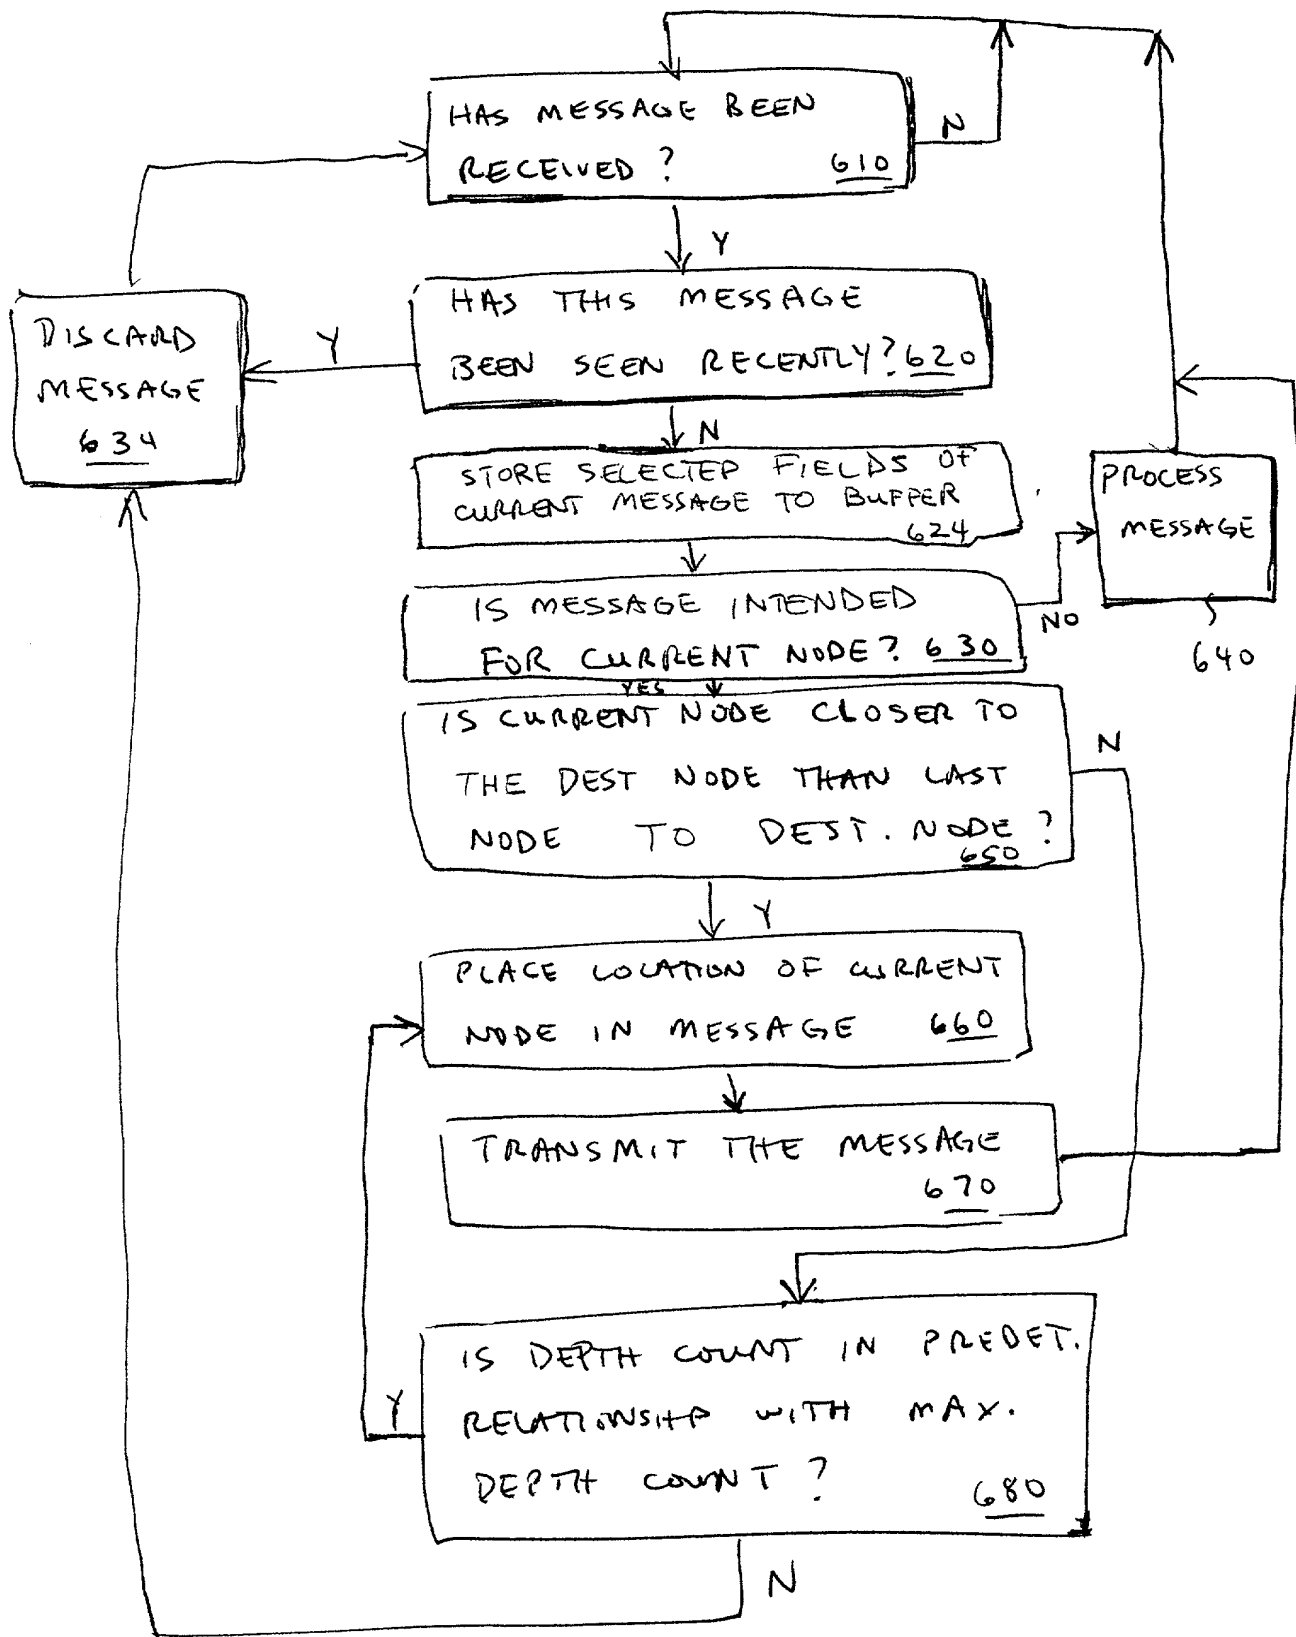 HAS MESSAGE BEEN
RECEIVED? 610
N
Y
HAS THIS MESSAGE
BEEN SEEN RECENTLY? 620
Y
DISCARD
MESSAGE
634
N
STORE SELECTED FIELDS OF
CURRENT MESSAGE TO BUFFER
624
PROCESS
MESSAGE
640
IS MESSAGE INTENDED
FOR CURRENT NODE? 630
NO
YES
IS CURRENT NODE CLOSER TO
THE DEST NODE THAN LAST
NODE TO DEST. NODE?
650
N
Y
PLACE LOCATION OF CURRENT
NODE IN MESSAGE 660
TRANSMIT THE MESSAGE
670
IS DEPTH COUNT IN PREDET.
RELATIONSHP WITH MAX.
DEPTH COUNT? 680
Y
N